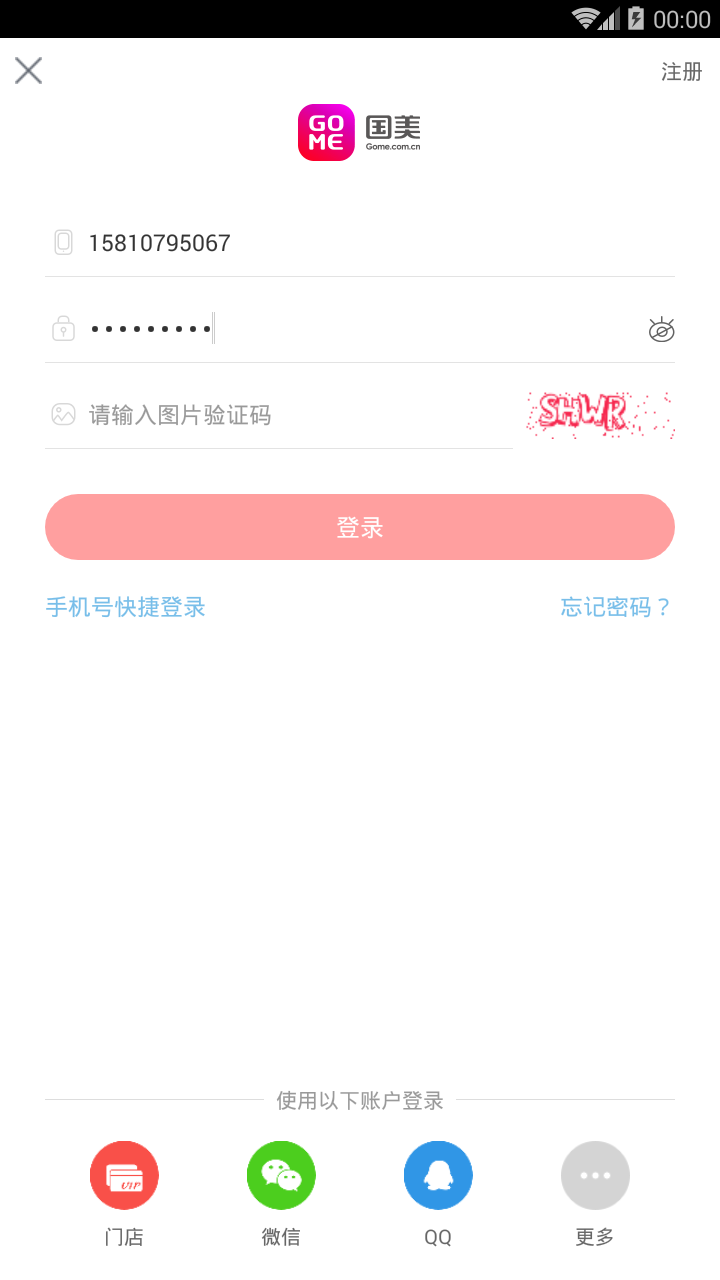 00:00
注册
GO
ME
国美
Gome.com.cn
15810795067
请输入图片验证码
SHWR
登录
手机号快捷登录
忘记密码？
使用以下账户登录
VIP
门店
微信
QQ
更多